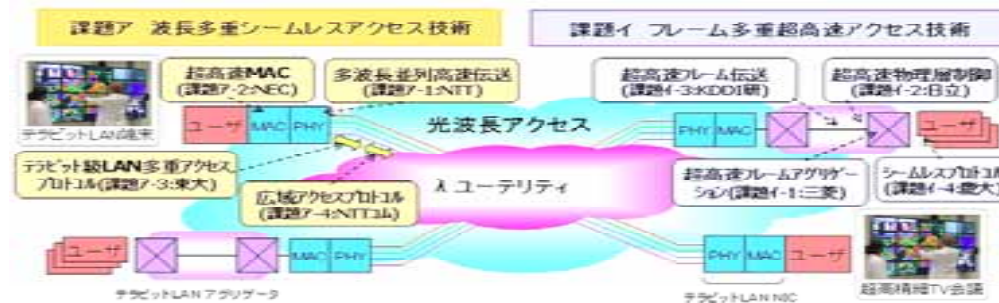 課題ア 波長多重シームレスアクセス技術
課題イ フレーム多重超高速アクセス技術
超高速MAC
(課題ア-2:NEC)
多波長並列高速伝送
(課題ア-1:NTT)
超高速フレーム伝送
(課題イ-3:KDDI研)
超高速物理層制御
(課題イ-2:日立)
テラビットLAN端末
ユーザ
MAC
PHY
光波長アクセス
PHY
MAC
ユーザ
テラビット級LAN多重アクセス
プロトコル(課題ア-3:東大)
広域アクセスプロトコル
(課題ア-4:NTTコム)
λユーティリティ
超高速フレームアグリゲー
ション(課題イ-1:三菱)
シームレスプロトコル
(課題イ-4:慶大)
ユーザ
MAC
PHY
PHY
MAC
ユーザ
テラビットLANアグリゲータ
テラビットLAN NIC
超高精細TV会議